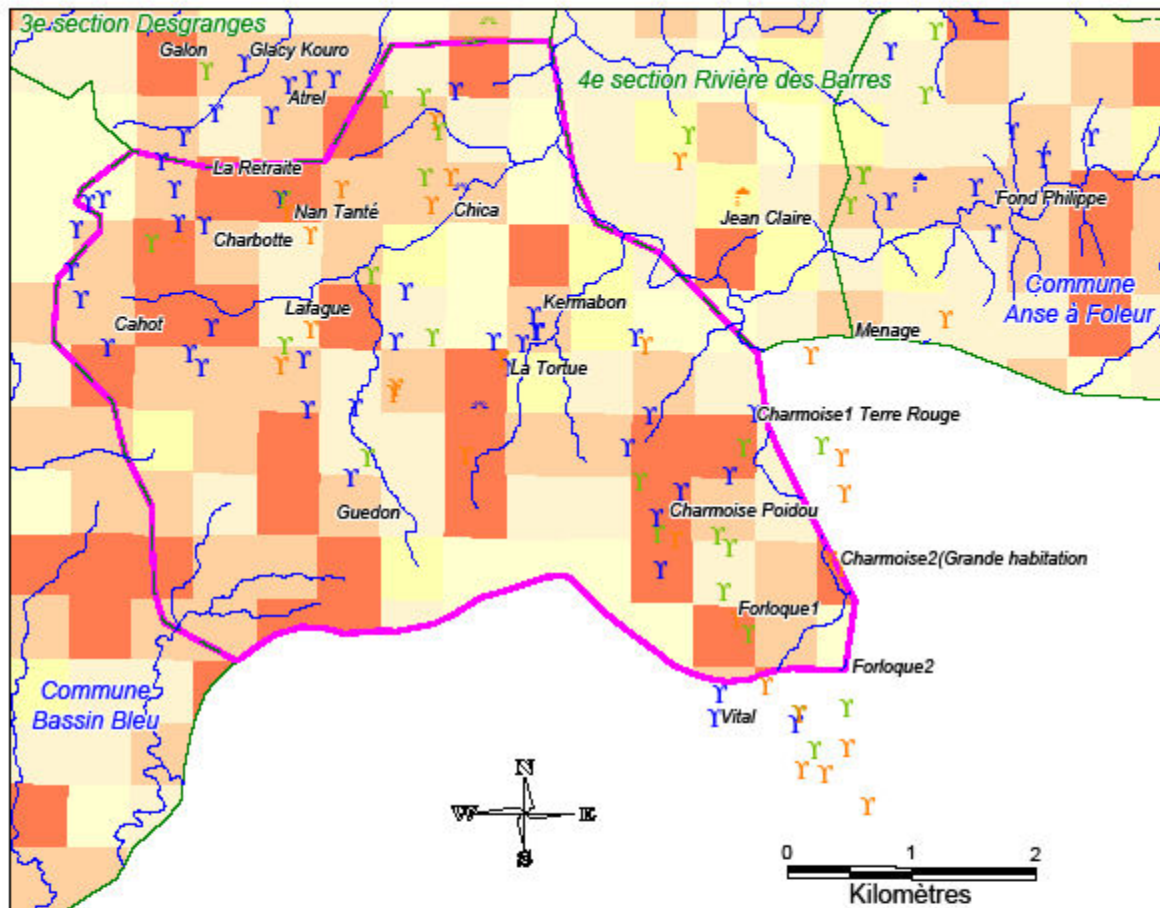 3e section Desgranges
Galon
Glacy Kouro
4e section Rivière des Barres
Atrel
La Retraite
Nan Tanté
Chica
Jean Claire
Fond Philippe
Charbotte
Commune
Anse à Foleur
Lafague
Kermabon
Cahot
Menage
La Tortue
Charmoise1 Terre Rouge
Guedon
Charmoise Poidou
Charmoise2(Grande habitation
Forloque1
Forloque2
Commune
Bassin Bleu
Vital
N
W E
S
0 1 2
Kilomètres